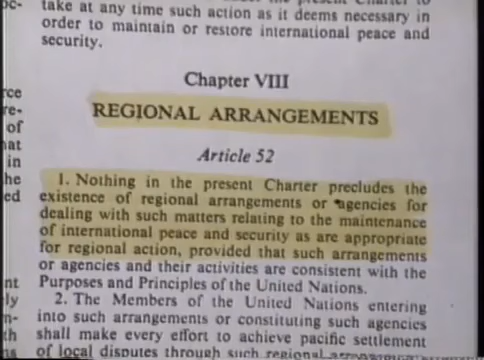 take at any time such action as it deems necessary in
order to maintain or restore international peace and
security.
Chapter VIII
REGIONAL ARRANGEMENTS
Article 52
1. Nothing in the present Charter precludes the
existence of regional arrangements or agencies for
dealing with such matters relating to the maintenance
of international peace and security as are appropriate
for regional action, provided that such arrangements
or agencies and their activities are consistent with the
Purposes and Principles of the United Nations.
2. The Members of the United Nations entering
into such arrangements or constituting such agencies
shall make every effort to achieve pacific settlement
of local disputes through such regional